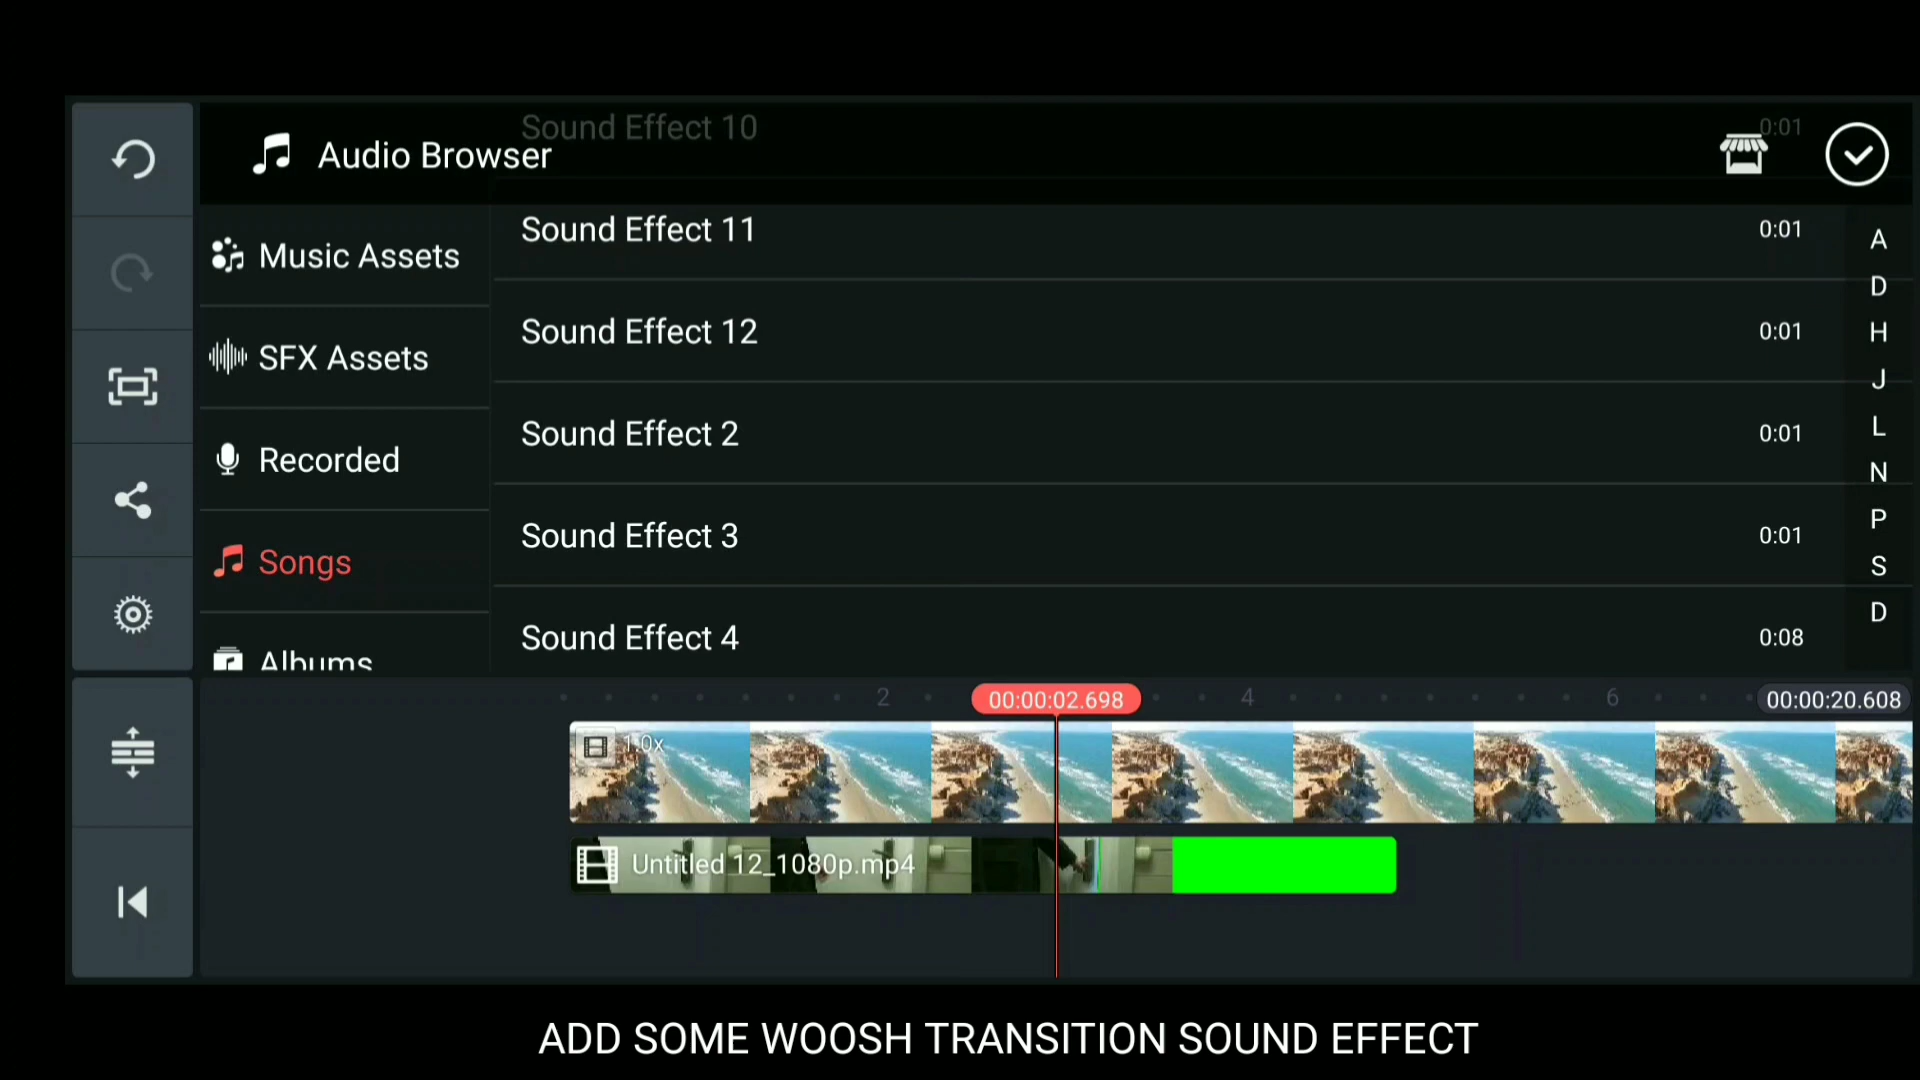 Sound Effect 10 0:01
Audio Browser
Music Assets
SFX Assets
Recorded
Songs
Albums
Sound Effect 11 0:01
Sound Effect 12 0:01
Sound Effect 2 0:01
Sound Effect 3 0:01
Sound Effect 4 0:08
A
D
H
J
L
N
P
S
D
2 00:00:02.698 4 6 00:00:20.608
1.0x
Untitled 12_1080p.mp4
ADD SOME WOOSH TRANSITION SOUND EFFECT